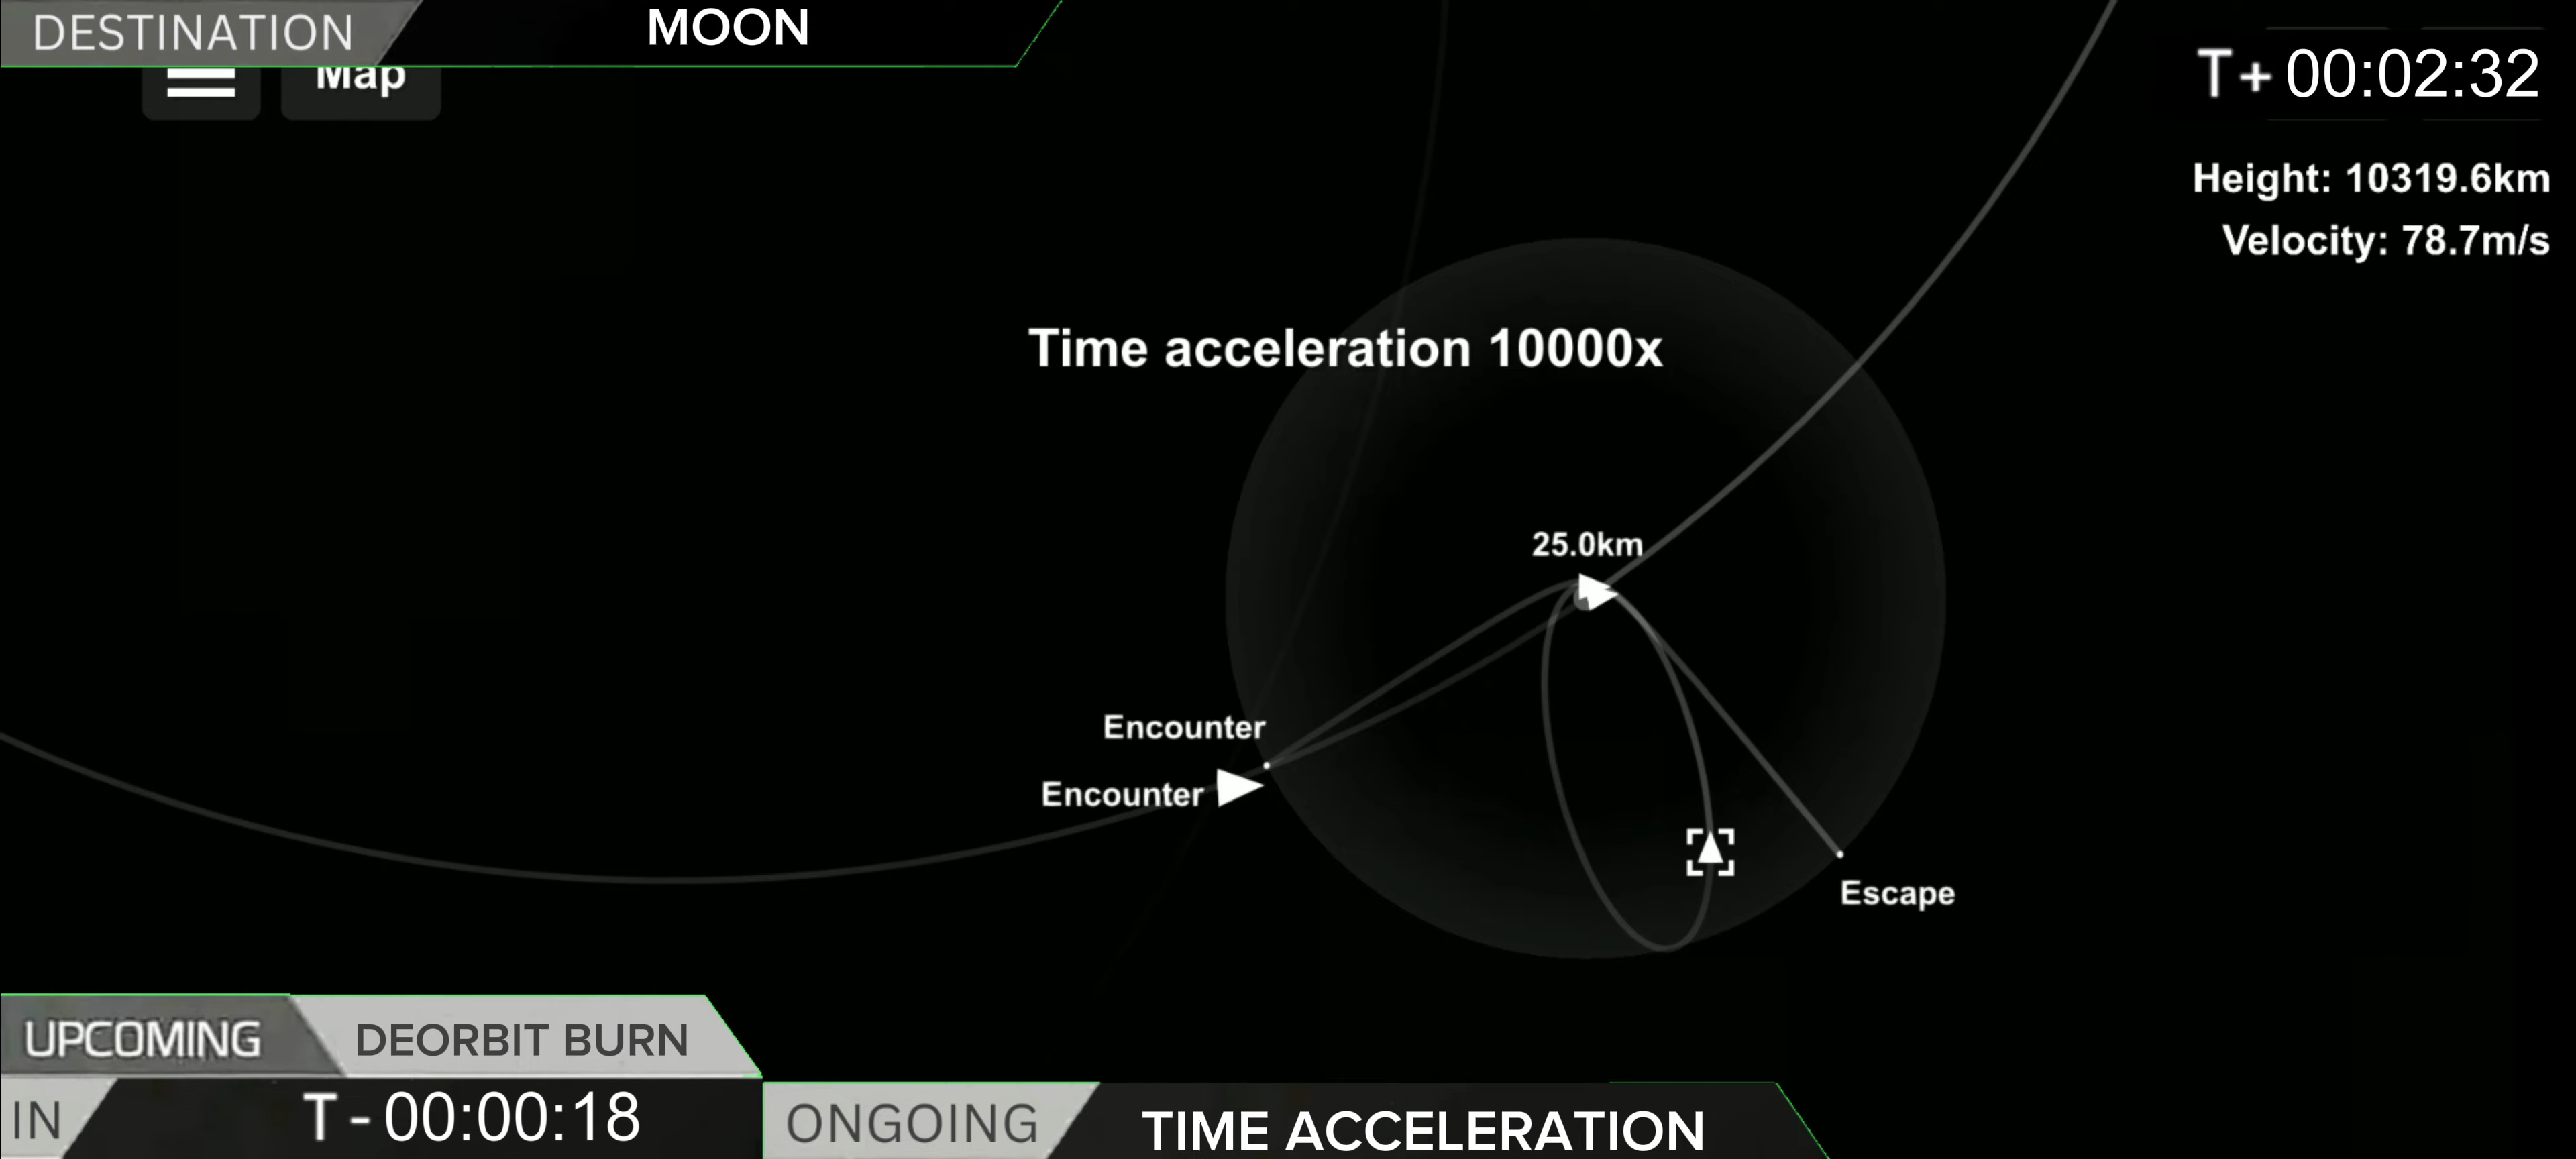 DESTINATION
MOON
Map
T+ 00:02:32
Height: 10319.6km
Velocity: 78.7m/s
Time acceleration 10000x
25.0km
Encounter
Encounter
Escape
UPCOMING
DEORBIT BURN
IN
T - 00:00:18
ONGOING
TIME ACCELERATION